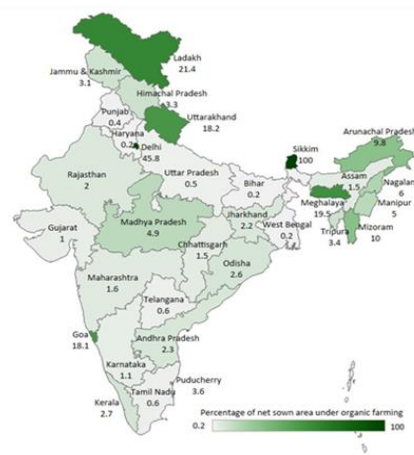 Ladakh
21.4
Jammu & Kashmir
3.1
Himachal Pradesh
3.3
Punjab
0.4
Uttarakhand
18.2
Haryana
0.2
Delhi
45.8
Arunachal Pradesh
9.8
Sikkim
100
Rajasthan
2
Uttar Pradesh
0.5
Bihar
0.2
Assam
1.5
Nagalan
6
Meghalaya
19.5
Manipur
5
Gujarat
1
Madhya Pradesh
4.9
Jharkhand
2.2
West Bengal
0.2
Tripura
3.4
Mizoram
10
Chhattisgarh
1.5
Odisha
2.6
Maharashtra
1.6
Telangana
0.6
Goa
18.1
Andhra Pradesh
2.3
Karnataka
1.1
Puducherry
3.6
Tamil Nadu
0.6
Kerala
2.7
Percentage of net sown area under organic farming
0.2 100